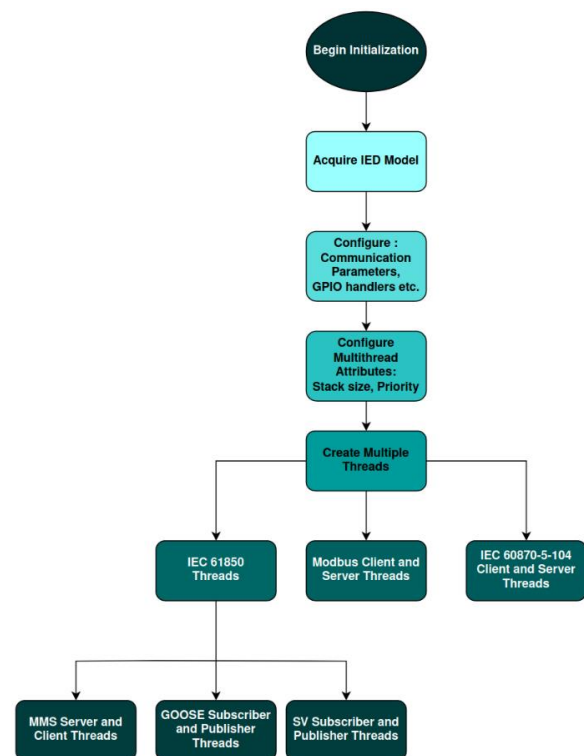 Begin Initialization
Acquire IED Model
Configure :
Communication
Parameters,
GPIO handlers etc.
Configure
Multithread
Attributes:
Stack size, Priority
Create Multiple
Threads
IEC 61850
Threads
Modbus Client and
Server Threads
IEC 60870-5-104
Client and Server
Threads
MMS Server and
Client Threads
GOOSE Subscriber
and Publisher
Threads
SV Subscriber and
Publisher Threads